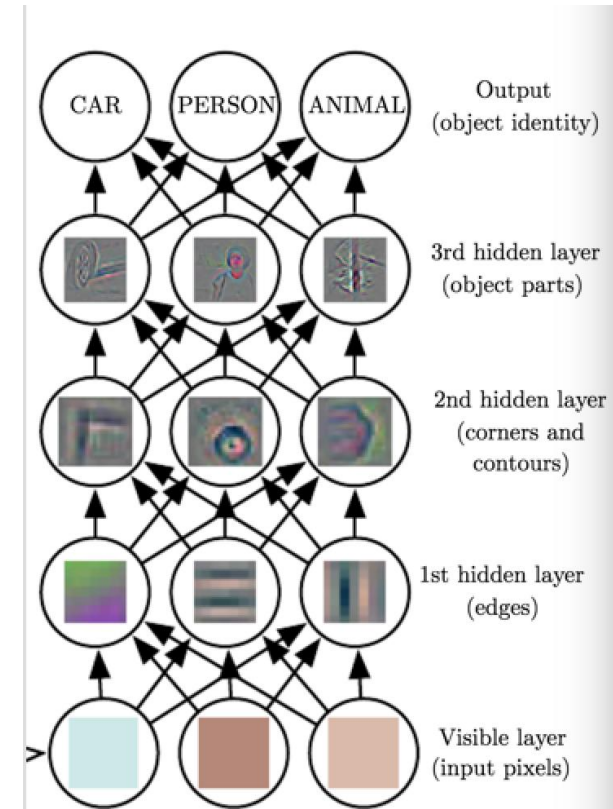 CAR PERSON ANIMAL
Output
(object identity)
3rd hidden layer
(object parts)
2nd hidden layer
(corners and
contours)
1st hidden layer
(edges)
Visible layer
(input pixels)